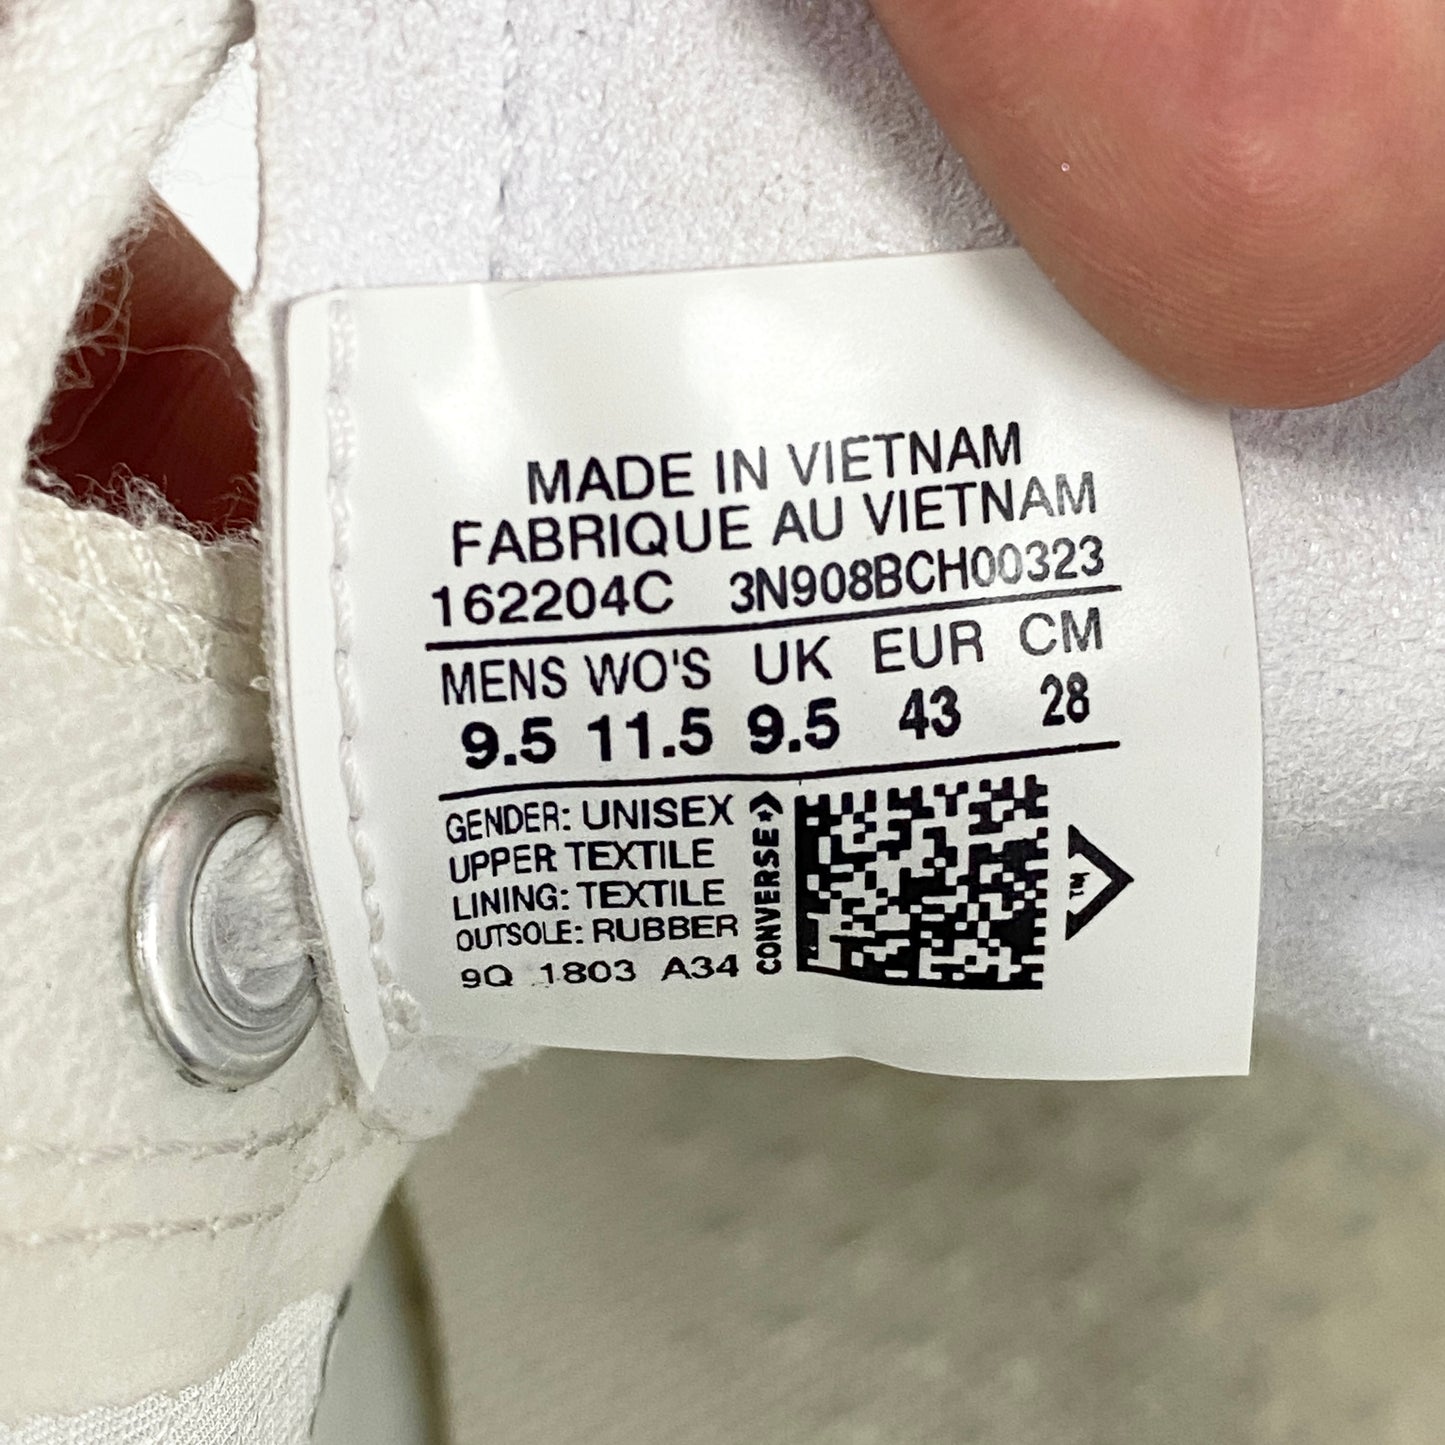 MADE IN VIETNAM
FABRIQUE AU VIETNAM
162204C 3N908BCH00323
MENS WO'S UK EUR CM
9.5 11.5 9.5 43 28
GENDER: UNISEX
UPPER TEXTILE
LINING: TEXTILE
OUTSOLE: RUBBER
9Q 1803 A34
CONVERSE